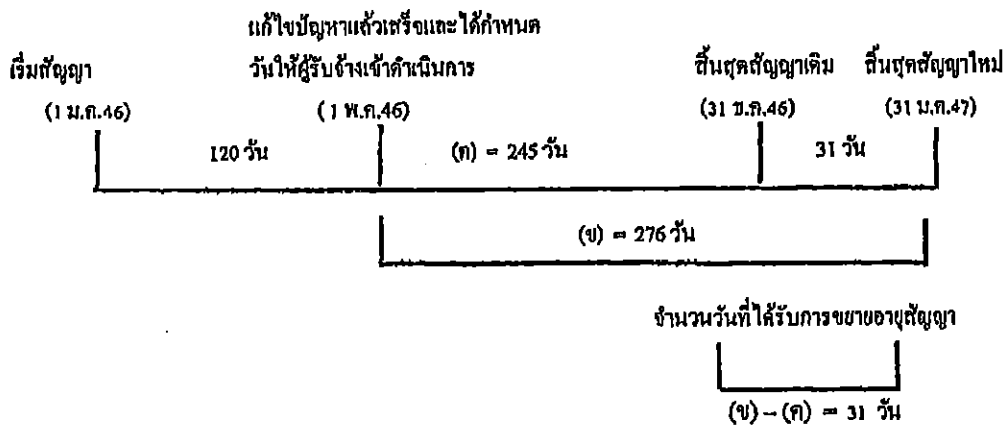 แก้ไขปัญหาแล้วเสร็จและได้กำหนด
เริ่มสัญญา วันให้ผู้รับจ้างเข้าดำเนินการ สิ้นสุดสัญญาเดิม สิ้นสุดสัญญาใหม่
(1 ม.ค.46) (1 พ.ค.46) (31 ธ.ค.46) (31 ม.ค.47)
120 วัน (ค) = 245 วัน 31 วัน
(ข) = 276 วัน
จำนวนวันที่ได้รับการขยายอายุสัญญา
(ข) – (ค) = 31 วัน